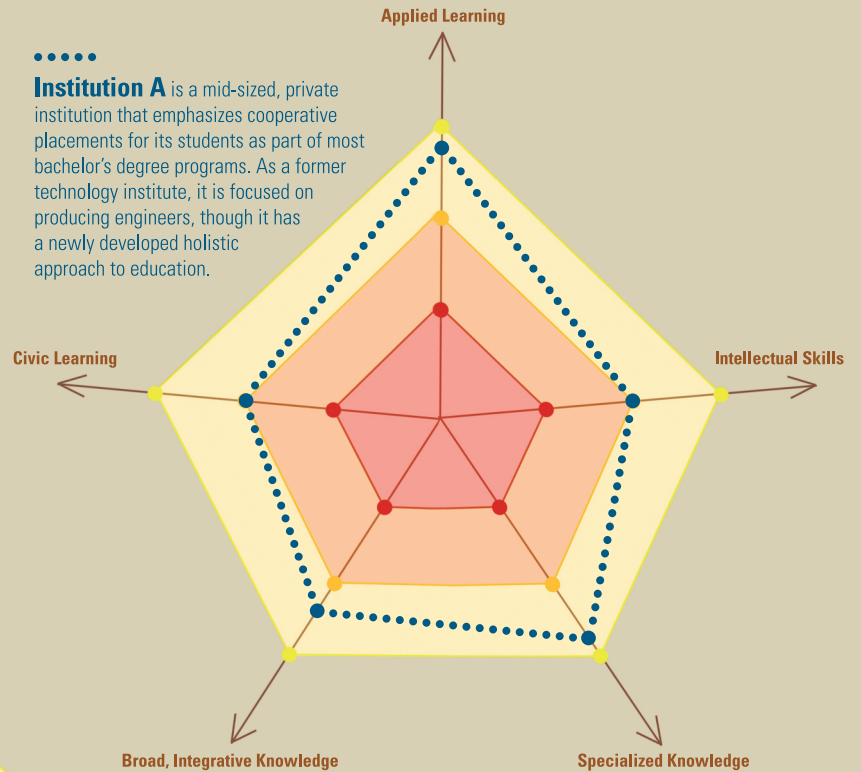 Applied Learning
Institution A is a mid-sized, private
institution that emphasizes cooperative
placements for its students as part of most
bachelor's degree programs. As a former
technology institute, it is focused on
producing engineers, though it has
a newly developed holistic
approach to education.
Civic Learning
Intellectual Skills
Broad, Integrative Knowledge
Specialized Knowledge